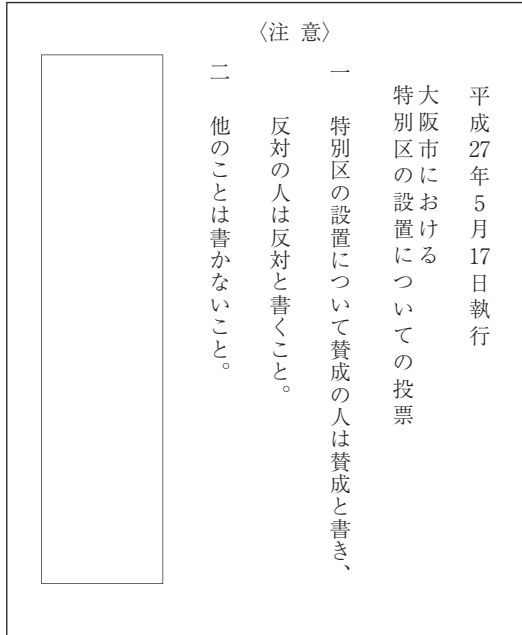 平成27年5月17日執行
大阪市における
特別区の設置についての投票
〈注 意〉
一 特別区の設置について賛成の人は賛成と書き、
反対の人は反対と書くこと。
二 他のことは書かないこと。